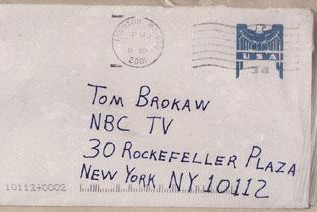 2001
USA
34
TOM BROKAW
NBC TV
30 ROCKEFELLER PLAZA
NEW YORK NY 10112
10112+0002